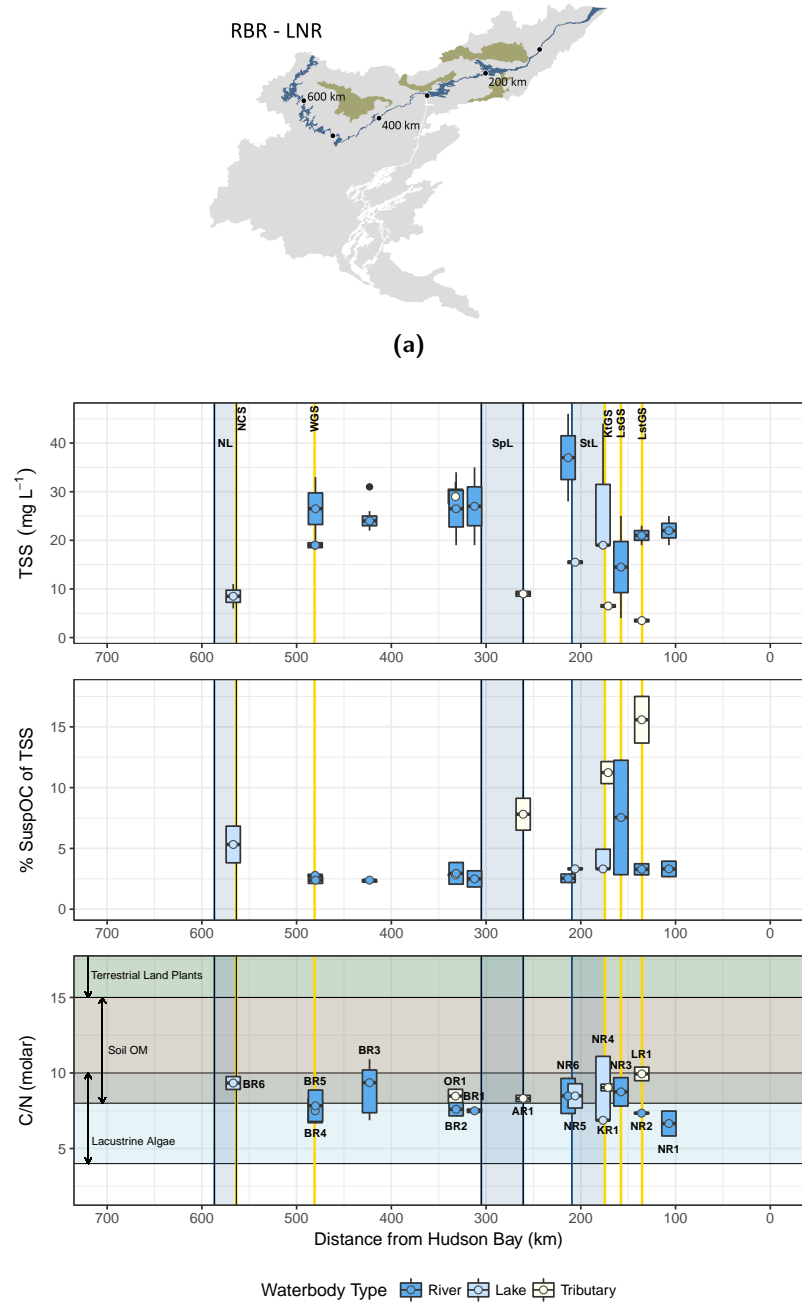 RBR - LNR
600 km
400 km
200 km
(a)
TSS (mg L⁻¹)
40
30
20
10
0
NL
NCS
WGS
SpL
StL
KtGS
LsGS
LstGS
700 600 500 400 300 200 100 0
% SuspOC of TSS
15
10
5
0
700 600 500 400 300 200 100 0
C/N (molar)
15
10
5
Terrestrial Land Plants
Soil OM
Lacustrine Algae
BR6
BR5
BR4
BR3
OR1
BR1
BR2
AR1
NR6
NR5
NR4
KR1
NR3
LR1
NR2
NR1
700 600 500 400 300 200 100 0
Distance from Hudson Bay (km)
Waterbody Type River Lake Tributary